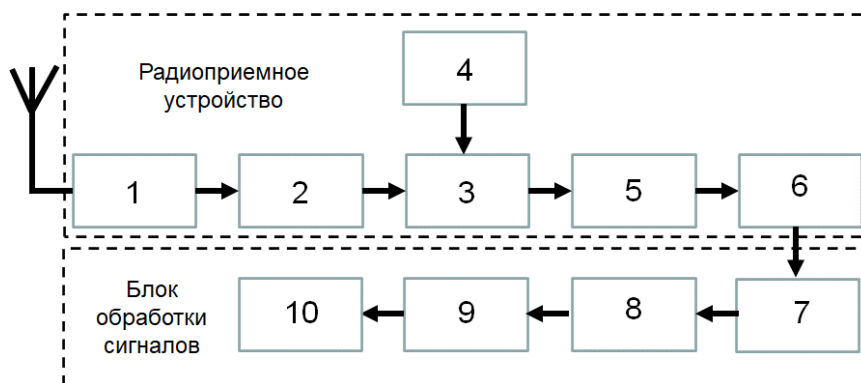 Радиоприемное
устройство
4
1
2
3
5
6
Блок
обработки
сигналов
10
9
8
7